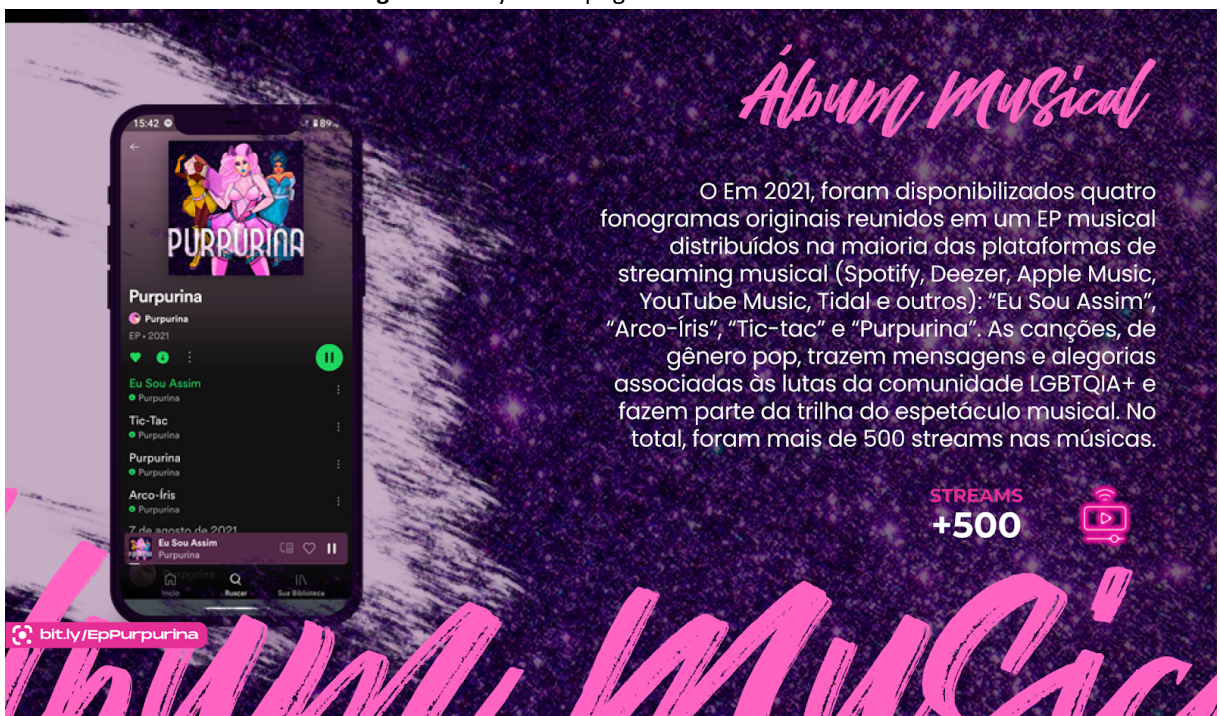 15:42
89%
PURPURINA
Purpurina
Purpurina
EP • 2021
Eu Sou Assim
Purpurina
Tic-Tac
Purpurina
Purpurina
Purpurina
Arco-Íris
Purpurina
7 de agosto de 2021
Eu Sou Assim
Purpurina
Purpurina
Início
Buscar
Sua Biblioteca
bit.ly/EpPurpurina
Álbum Musical
O Em 2021, foram disponibilizados quatro
fonogramas originais reunidos em um EP musical
distribuídos na maioria das plataformas de
streaming musical (Spotify, Deezer, Apple Music,
YouTube Music, Tidal e outros): “Eu Sou Assim”,
“Arco-Íris”, “Tic-tac” e “Purpurina”. As canções, de
gênero pop, trazem mensagens e alegorias
associadas às lutas da comunidade LGBTQIA+ e
fazem parte da trilha do espetáculo musical. No
total, foram mais de 500 streams nas músicas.
STREAMS
+500